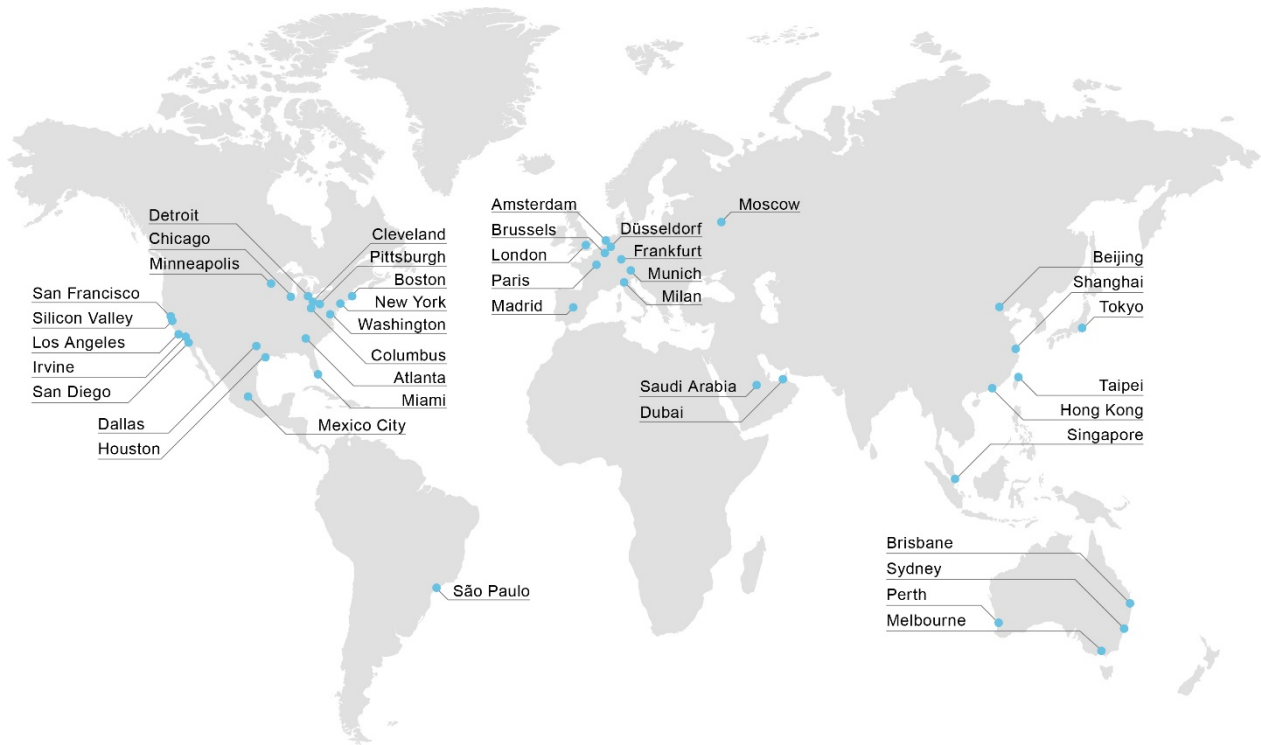 Detroit
Chicago
Minneapolis
San Francisco
Silicon Valley
Los Angeles
Irvine
San Diego
Dallas
Houston
Cleveland
Pittsburgh
Boston
New York
Washington
Columbus
Atlanta
Miami
Mexico City
São Paulo
Amsterdam
Brussels
London
Paris
Madrid
Moscow
Düsseldorf
Frankfurt
Munich
Milan
Saudi Arabia
Dubai
Beijing
Shanghai
Tokyo
Taipei
Hong Kong
Singapore
Brisbane
Sydney
Perth
Melbourne